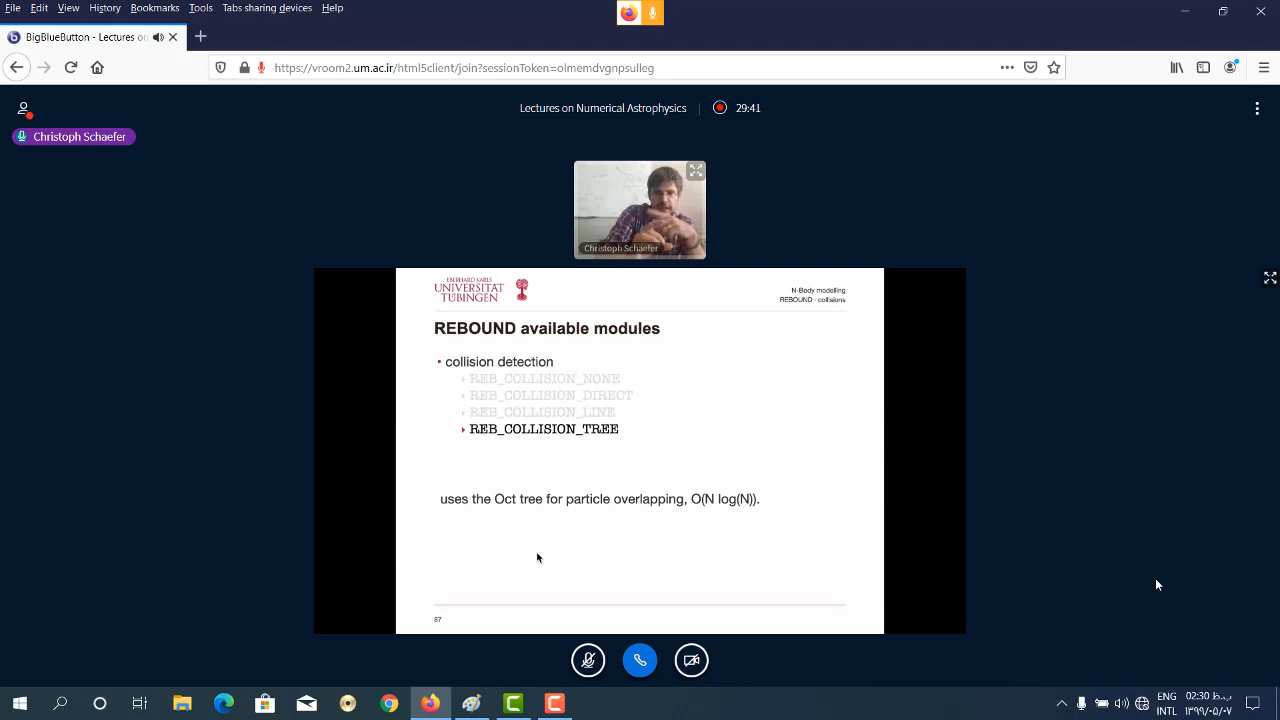 File Edit View History Bookmarks Tools Tabs sharing devices Help
BigBlueButton - Lectures o
https://vroom2.um.ac.ir/html5client/join?sessionToken=olmemdvgnpsulleg
Lectures on Numerical Astrophysics 29:41
Christoph Schaefer
Christoph Schaefer
EBERHARD KARLS
UNIVERSITÄT
TÜBINGEN
N-Body modelling
REBOUND - collisions
REBOUND available modules
• collision detection
REB_COLLISION_NONE
REB_COLLISION_DIRECT
REB_COLLISION_LINE
REB_COLLISION_TREE
uses the Oct tree for particle overlapping, O(N log(N)).
87
ENG 02:30 ب.ظ
INTL ۱۳۹۹/۰۵/۰۷